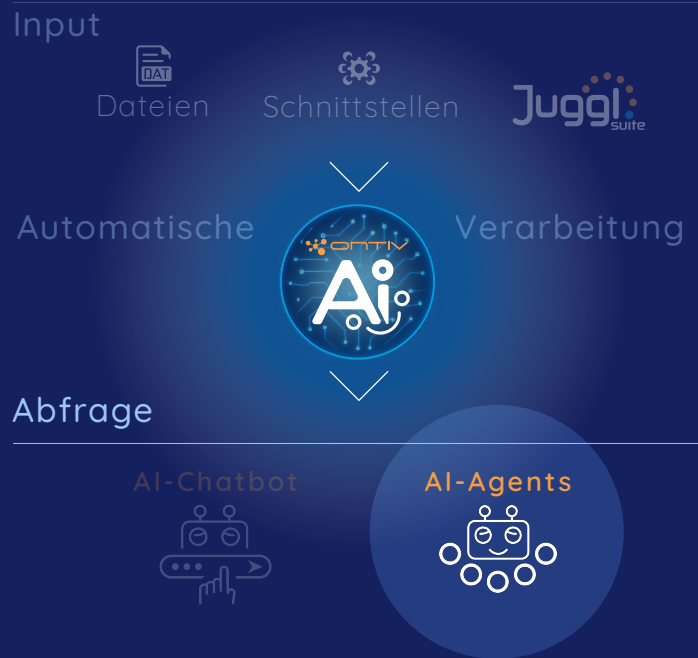 Input
DAT
Dateien
Schnittstellen
Juggl
suite
Automatische
Verarbeitung
ontiv
Ai
Abfrage
AI-Chatbot
AI-Agents